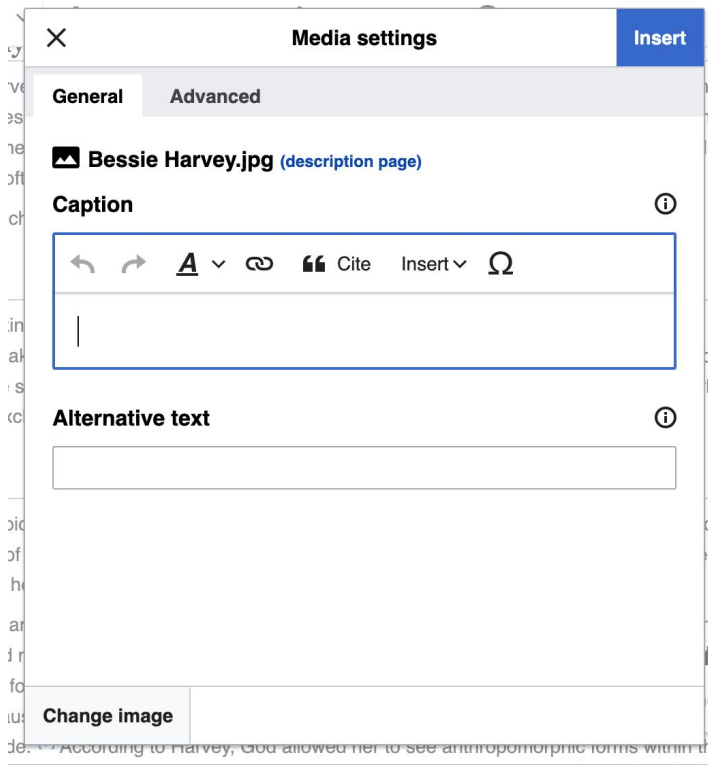 Media settings
Insert
General
Advanced
Bessie Harvey.jpg (description page)
Caption
A
Cite
Insert
Ω
Alternative text
Change image
According to Harvey, God allowed her to see anthropomorphic forms within